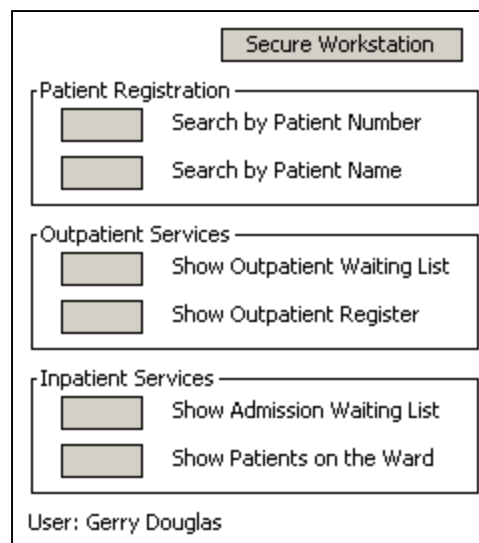 Secure Workstation
Patient Registration
Search by Patient Number
Search by Patient Name
Outpatient Services
Show Outpatient Waiting List
Show Outpatient Register
Inpatient Services
Show Admission Waiting List
Show Patients on the Ward
User: Gerry Douglas